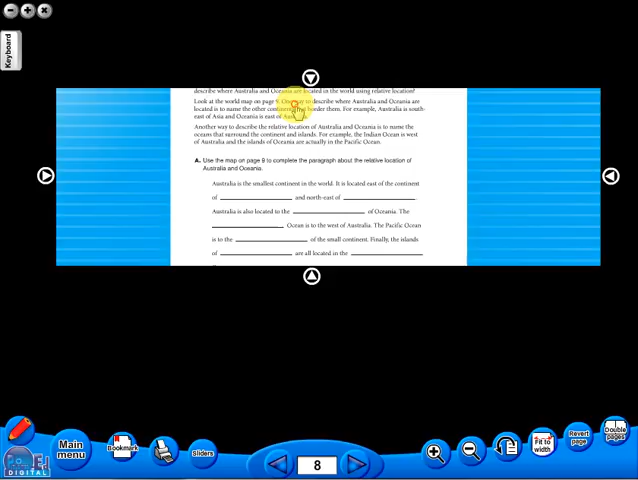 Keyboard
describe where Australia and Oceania are located in the world using relative location?
Look at the world map on page 9. One way to describe where Australia and Oceania are
located is to name the other continents that border them. For example, Australia is south-
east of Asia and Oceania is east of
Another way to describe the relative location of Australia and Oceania is to name the
oceans that surround the continent and islands. For example, the Indian Ocean is west
of Australia and the islands of Oceania are actually in the Pacific Ocean.
A. Use the map on page 9 to complete the paragraph about the relative location of
Australia and Oceania.
Australia is the smallest continent in the world. It is located east of the continent
of ____ and north-east of ____.
Australia is also located to the ____ of Oceania. The
____ Ocean is to the west of Australia. The Pacific Ocean
is to the ____ of the small continent. Finally, the islands
of ____ are all located in the ____
Main menu
Bookmark
Sliders
8
Fit to width
Revert page
Double pages
DIGITAL